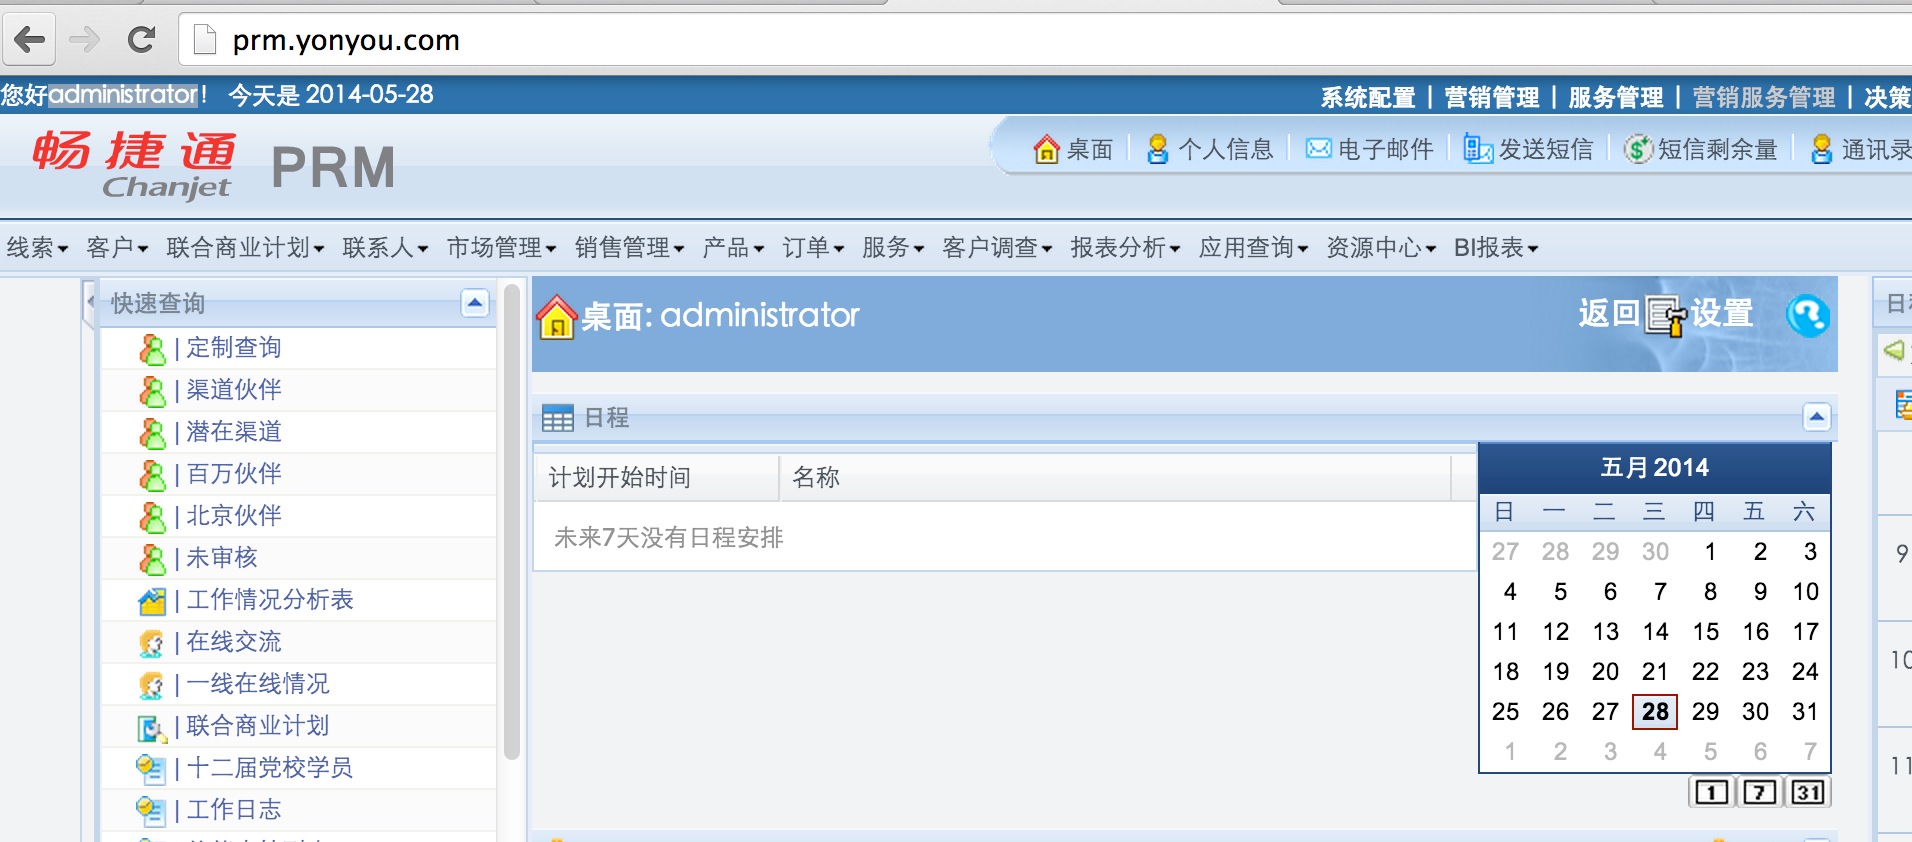 prm.yonyou.com
您好administrator! 今天是 2014-05-28
系统配置 | 营销管理 | 服务管理 | 营销服务管理 | 决策
畅捷通 Chanjet PRM
桌面 个人信息 电子邮件 发送短信 短信剩余量 通讯录
线索 客户 联合商业计划 联系人 市场管理 销售管理 产品 订单 服务 客户调查 报表分析 应用查询 资源中心 BI报表
快速查询
| 定制查询
| 渠道伙伴
| 潜在渠道
| 百万伙伴
| 北京伙伴
| 未审核
| 工作情况分析表
| 在线交流
| 一线在线情况
| 联合商业计划
| 十二届党校学员
| 工作日志
桌面: administrator
返回 设置
日程
计划开始时间 名称
未来7天没有日程安排
五月 2014
日 一 二 三 四 五 六
27 28 29 30 1 2 3
4 5 6 7 8 9 10
11 12 13 14 15 16 17
18 19 20 21 22 23 24
25 26 27 28 29 30 31
1 2 3 4 5 6 7
1 7 31
日
9
10
11